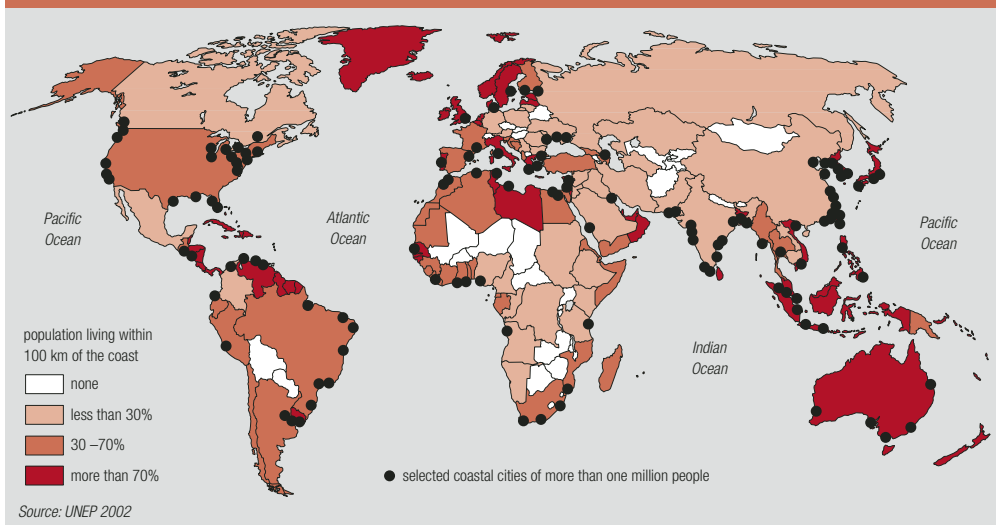 Pacific
Ocean
Atlantic
Ocean
Pacific
Ocean
Indian
Ocean
population living within
100 km of the coast
none
less than 30%
30 –70%
more than 70%
selected coastal cities of more than one million people
Source: UNEP 2002